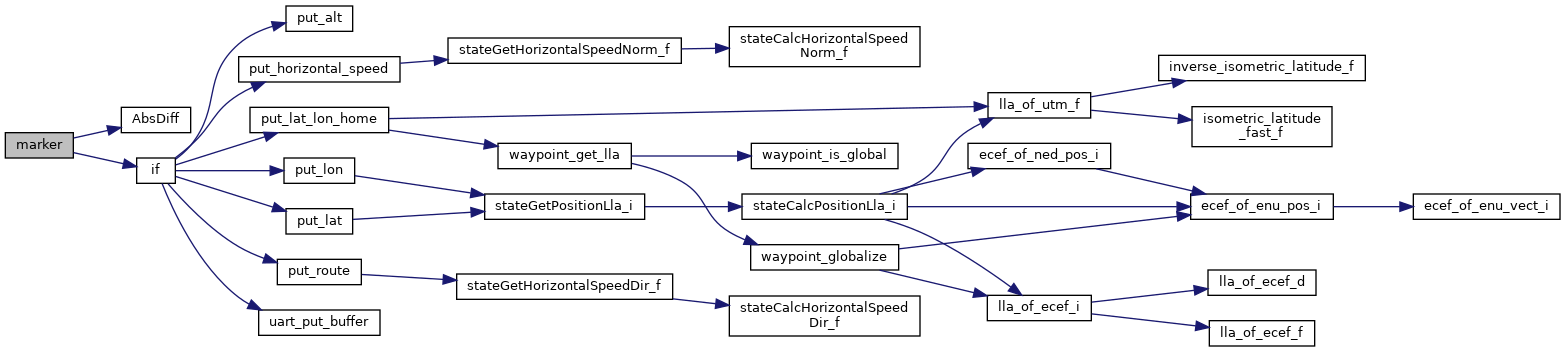 marker
AbsDiff
if
put_alt
put_horizontal_speed
put_lat_lon_home
put_lon
put_lat
put_route
uart_put_buffer
stateGetHorizontalSpeedNorm_f
waypoint_get_lla
stateGetPositionLla_i
stateGetHorizontalSpeedDir_f
stateCalcHorizontalSpeed
Norm_f
waypoint_is_global
stateCalcPositionLla_i
waypoint_globalize
stateCalcHorizontalSpeed
Dir_f
lla_of_utm_f
ecef_of_ned_pos_i
lla_of_ecef_i
inverse_isometric_latitude_f
isometric_latitude
_fast_f
ecef_of_enu_pos_i
lla_of_ecef_d
lla_of_ecef_f
ecef_of_enu_vect_i